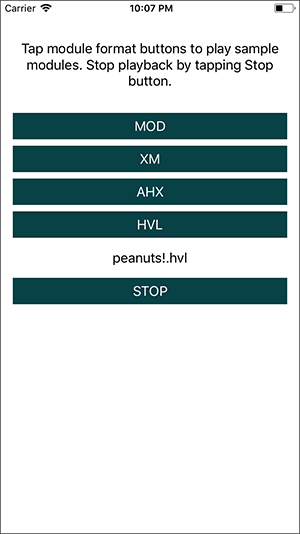 Carrier 10:07 PM
Tap module format buttons to play sample
modules. Stop playback by tapping Stop
button.
MOD
XM
AHX
HVL
peanuts!.hvl
STOP